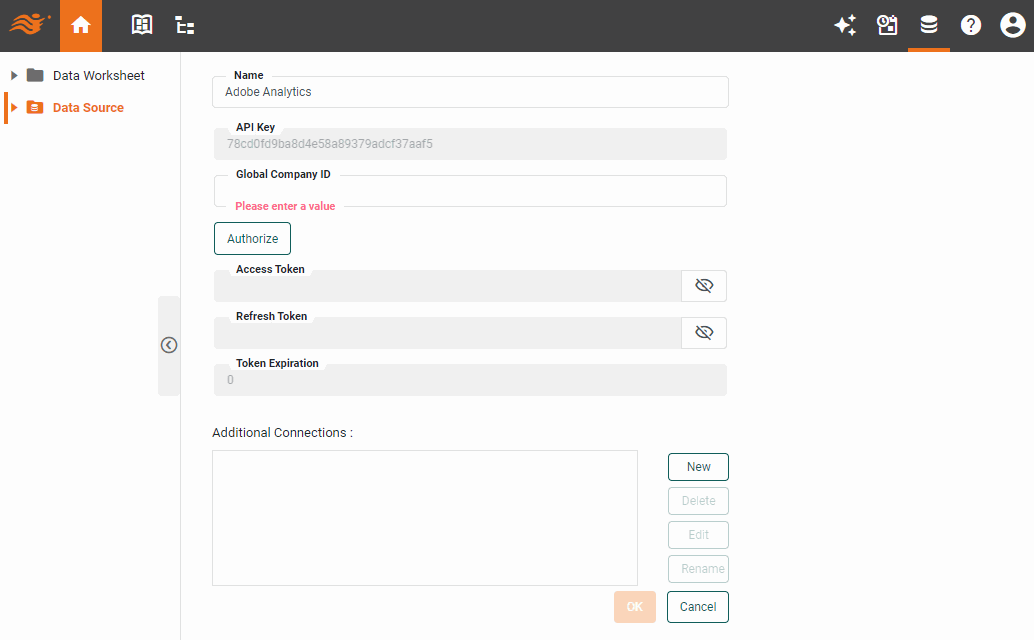 Data Worksheet
Data Source
Name
Adobe Analytics
API Key
78cd0fd9ba8d4e58a89379adcf37aaf5
Global Company ID
Please enter a value
Authorize
Access Token
Refresh Token
Token Expiration
0
Additional Connections :
New
Delete
Edit
Rename
OK
Cancel